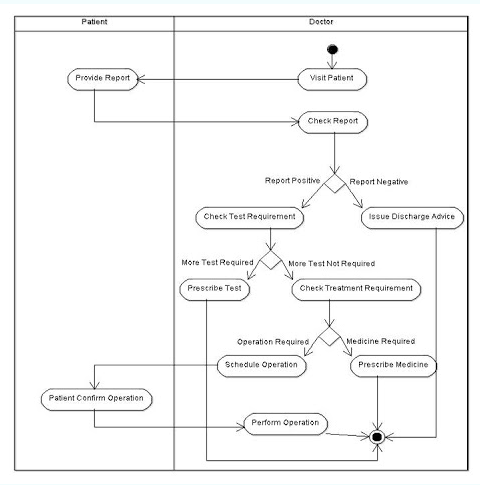 Patient
Doctor
Provide Report
Visit Patient
Check Report
Report Positive
Report Negative
Check Test Requirement
Issue Discharge Advice
More Test Required
More Test Not Required
Prescribe Test
Check Treatment Requirement
Operation Required
Medicine Required
Schedule Operation
Prescribe Medicine
Patient Confirm Operation
Perform Operation